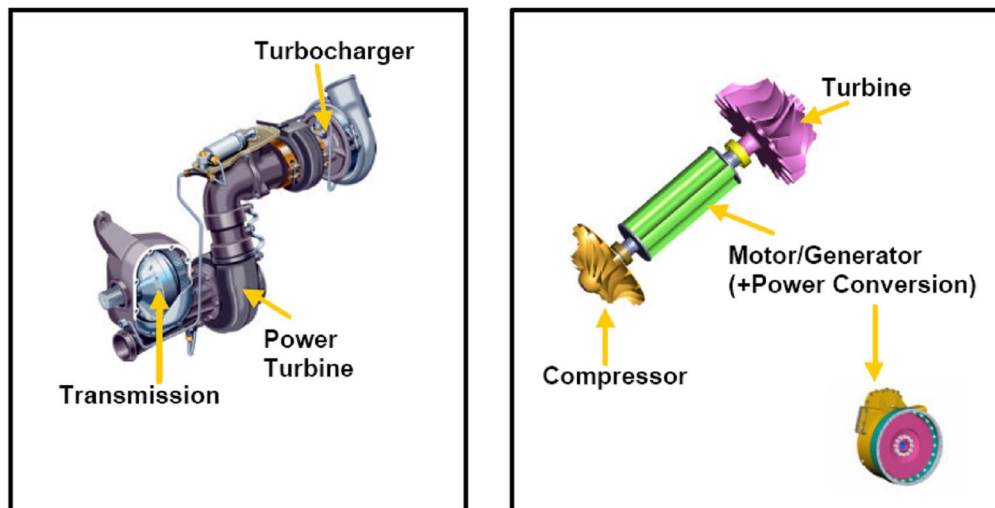 Turbocharger
Power
Turbine
Transmission
Turbine
Motor/Generator
(+Power Conversion)
Compressor